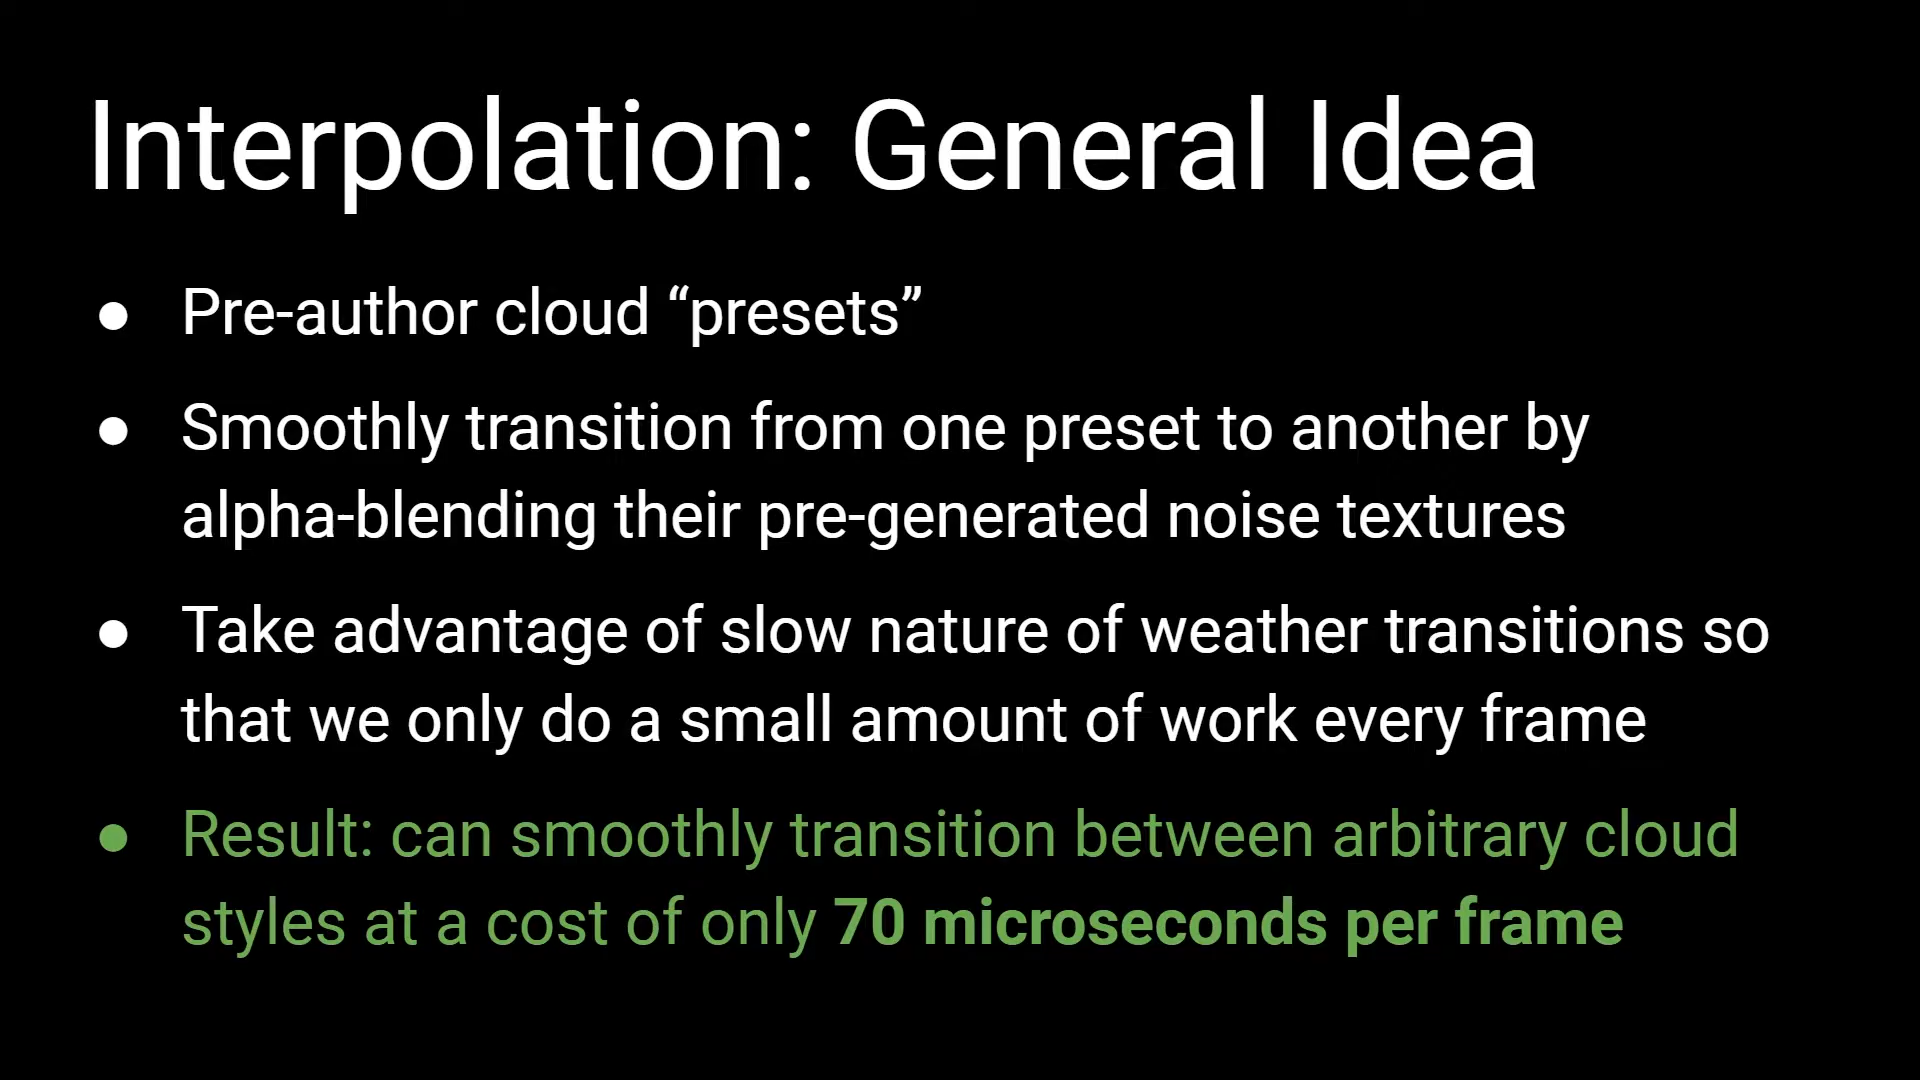 Interpolation: General Idea
● Pre-author cloud “presets”
● Smoothly transition from one preset to another by
alpha-blending their pre-generated noise textures
● Take advantage of slow nature of weather transitions so
that we only do a small amount of work every frame
● Result: can smoothly transition between arbitrary cloud
styles at a cost of only 70 microseconds per frame